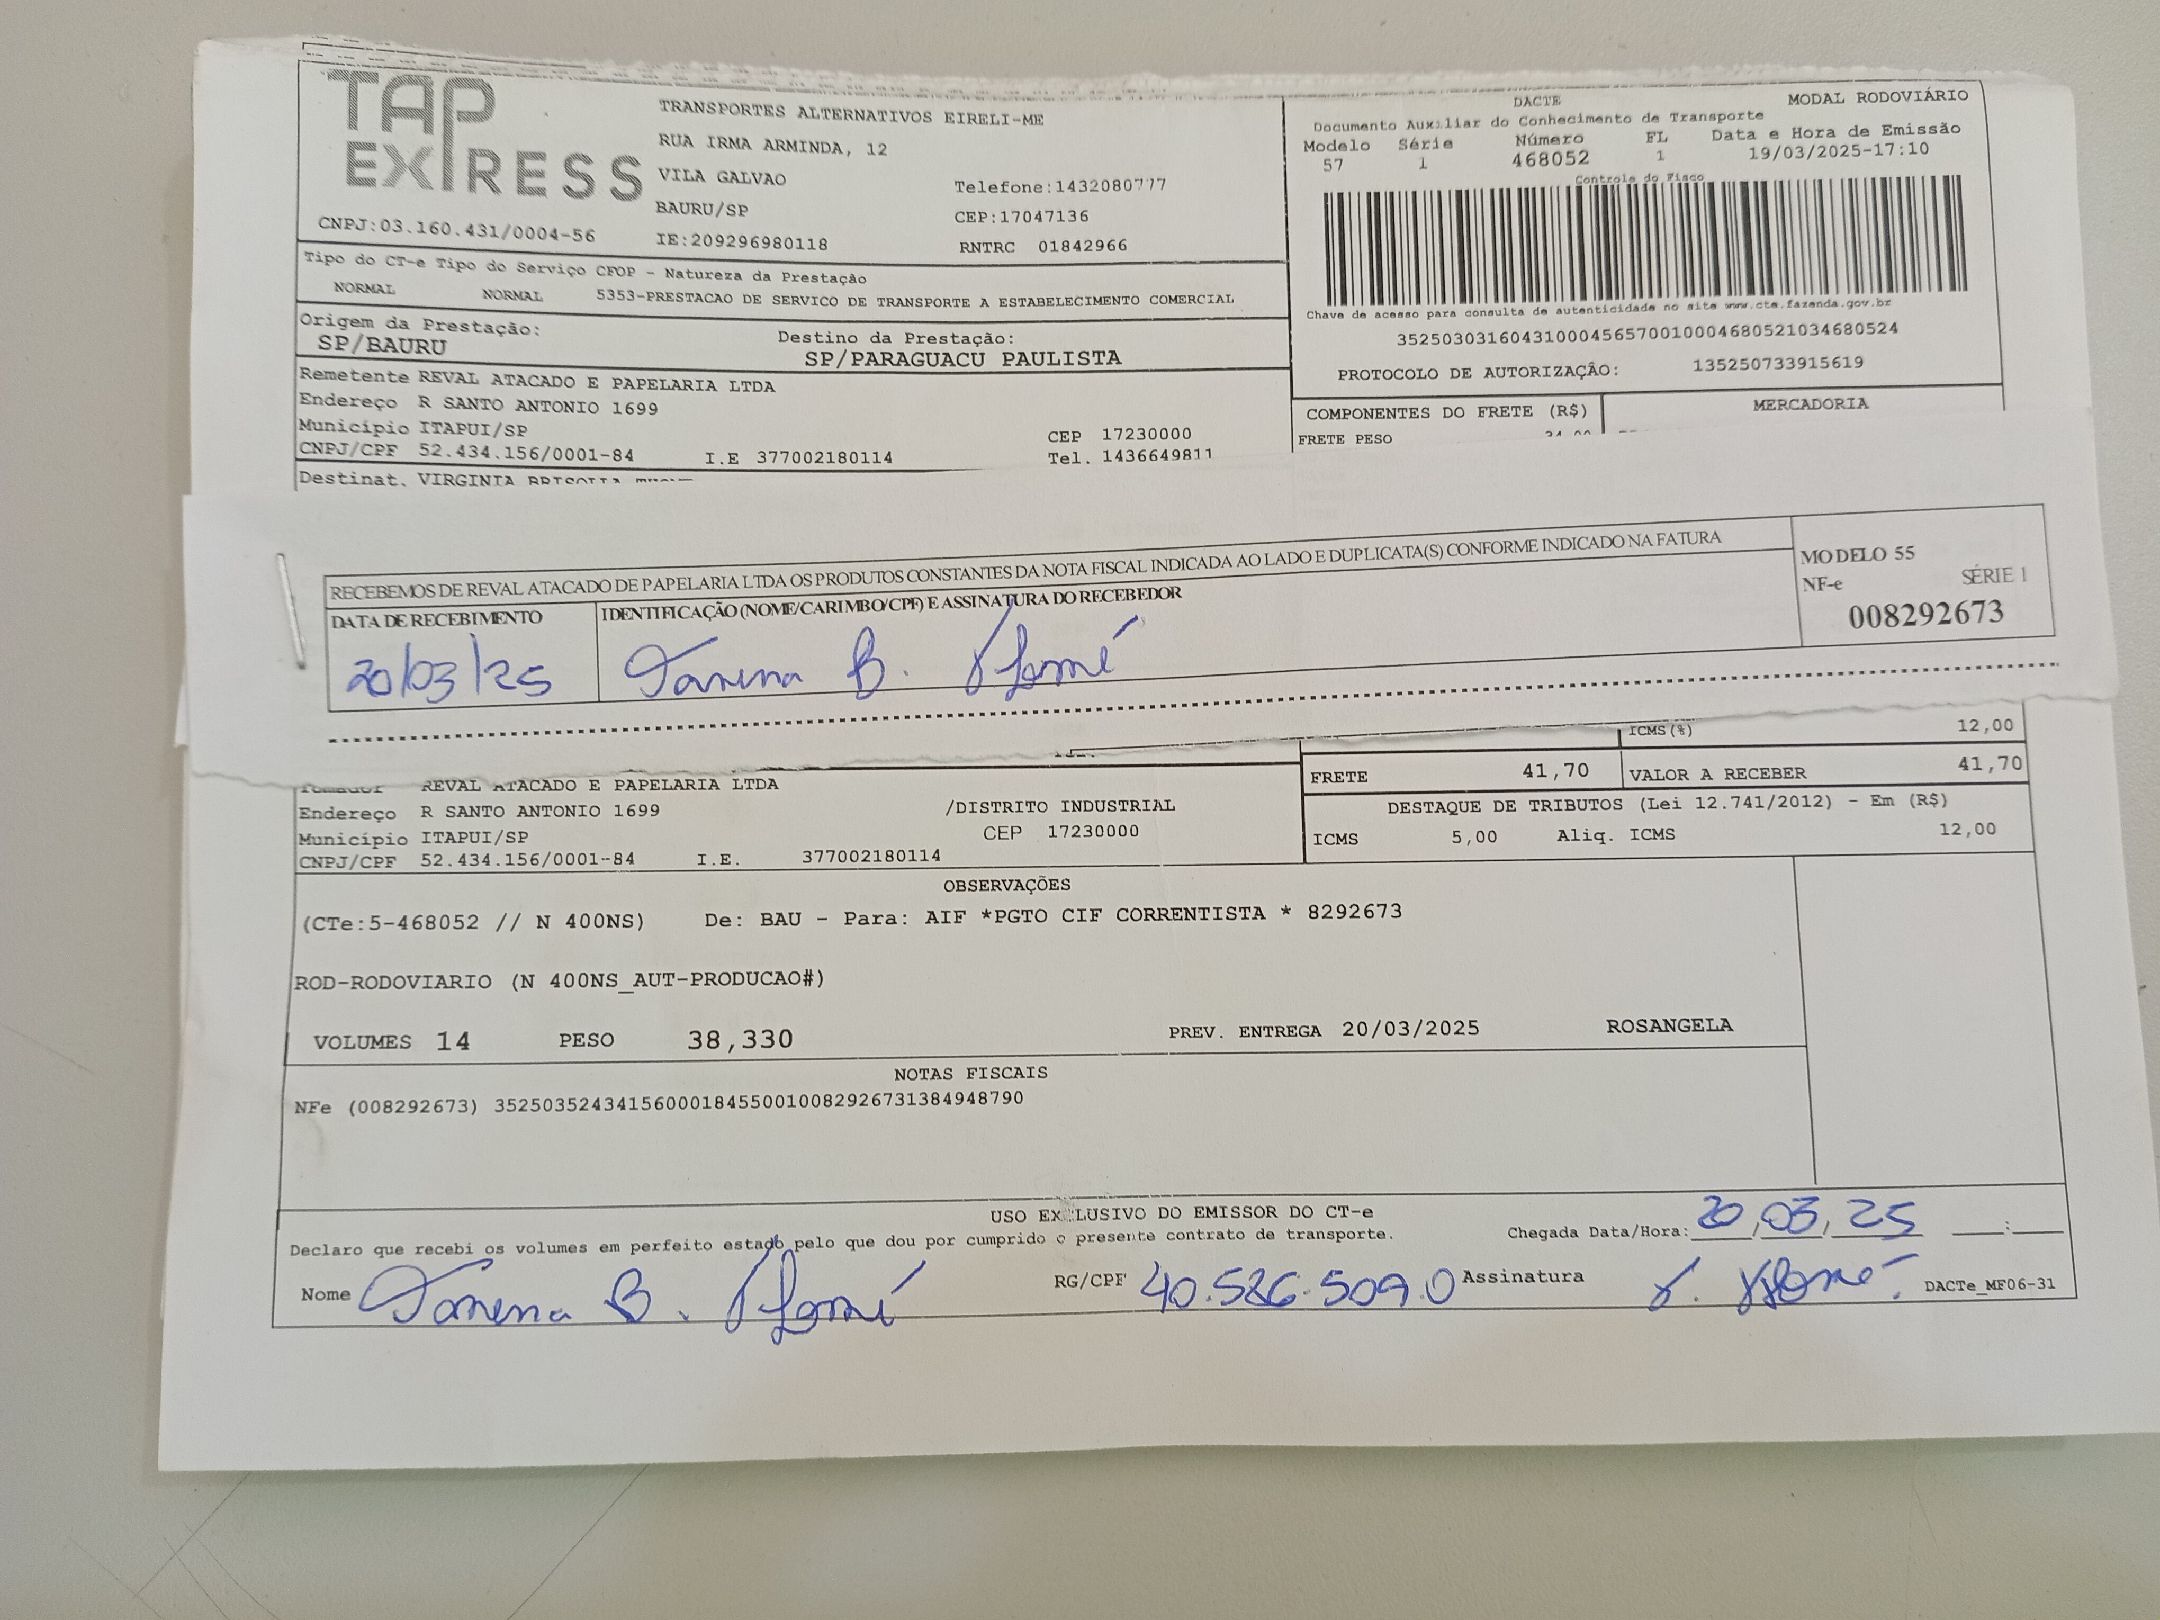 TAP EXPRESS
TRANSPORTES ALTERNATIVOS EIRELI-ME
RUA IRMA ARMINDA, 12
VILA GALVAO
Telefone:1432080777
BAURU/SP
CEP:17047136
CNPJ:03.160.431/0004-56
IE:209296980118
RNTRC 01842966
DACTE
MODAL RODOVIÁRIO
Documento Auxiliar do Conhecimento de Transporte
Modelo Série Número FL Data e Hora de Emissão
57 1 468052 1 19/03/2025-17:10
Controle do Fisco
Chave de acesso para consulta de autenticidade no site www.cte.fazenda.gov.br
35250303160431000456570010004680521034680524
PROTOCOLO DE AUTORIZAÇÃO: 135250733915619
Tipo do CT-e Tipo do Serviço CFOP - Natureza da Prestação
NORMAL NORMAL 5353-PRESTACAO DE SERVICO DE TRANSPORTE A ESTABELECIMENTO COMERCIAL
Origem da Prestação: Destino da Prestação:
SP/BAURU SP/PARAGUACU PAULISTA
Remetente REVAL ATACADO E PAPELARIA LTDA
Endereço R SANTO ANTONIO 1699
Município ITAPUI/SP CEP 17230000
CNPJ/CPF 52.434.156/0001-84 I.E 377002180114 Tel. 1436649811
Destinat. VIRGINIA
COMPONENTES DO FRETE (R$) MERCADORIA
FRETE PESO
RECEBEMOS DE REVAL ATACADO DE PAPELARIA LTDA OS PRODUTOS CONSTANTES DA NOTA FISCAL INDICADA AO LADO E DUPLICATA(S) CONFORME INDICADO NA FATURA
DATA DE RECEBIMENTO
IDENTIFICAÇÃO (NOME/CARIMBO/CPF) E ASSINATURA DO RECEBEDOR
20/03/25
B.
MODELO 55
NF-e SÉRIE 1
008292673
ICMS(%) 12,00
FRETE 41,70 VALOR A RECEBER 41,70
DESTAQUE DE TRIBUTOS (Lei 12.741/2012) - Em (R$)
ICMS 5,00 Aliq. ICMS 12,00
Tomador REVAL ATACADO E PAPELARIA LTDA
Endereço R SANTO ANTONIO 1699 /DISTRITO INDUSTRIAL
Município ITAPUI/SP CEP 17230000
CNPJ/CPF 52.434.156/0001-84 I.E. 377002180114
OBSERVAÇÕES
(CTe:5-468052 // N 400NS) De: BAU - Para: AIF *PGTO CIF CORRENTISTA * 8292673
ROD-RODOVIARIO (N 400NS_AUT-PRODUCAO#)
VOLUMES 14 PESO 38,330 PREV. ENTREGA 20/03/2025 ROSANGELA
NOTAS FISCAIS
NFe (008292673) 35250352434156000184550010082926731384948790
USO EXCLUSIVO DO EMISSOR DO CT-e
Declaro que recebi os volumes em perfeito estado pelo que dou por cumprido o presente contrato de transporte.
Chegada Data/Hora: 20,03,25 :
Nome B. RG/CPF 40.526.509.0 Assinatura
DACTe_MF06-31